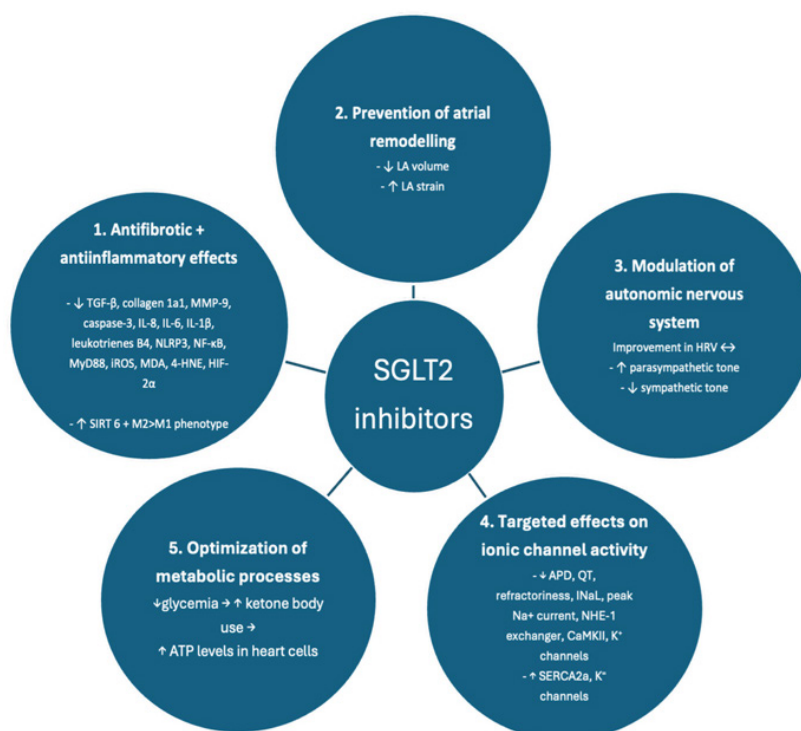 2. Prevention of atrial
remodelling
- ↓ LA volume
- ↑ LA strain
1. Antifibrotic +
antiinflammatory effects
- ↓ TGF-β, collagen 1a1, MMP-9,
caspase-3, IL-8, IL-6, IL-1β,
leukotrienes B4, NLRP3, NF-κB,
MyD88, iROS, MDA, 4-HNE, HIF-
2α
- ↑ SIRT 6 + M2>M1 phenotype
3. Modulation of
autonomic nervous
system
Improvement in HRV ↔
- ↑ parasympathetic tone
- ↓ sympathetic tone
SGLT2
inhibitors
5. Optimization of
metabolic processes
↓glycemia → ↑ ketone body
use →
↑ ATP levels in heart cells
4. Targeted effects on
ionic channel activity
- ↓ APD, QT,
refractoriness, INaL, peak
Na+ current, NHE-1
exchanger, CaMKII, K⁺
channels
- ↑ SERCA2a, K⁺
channels